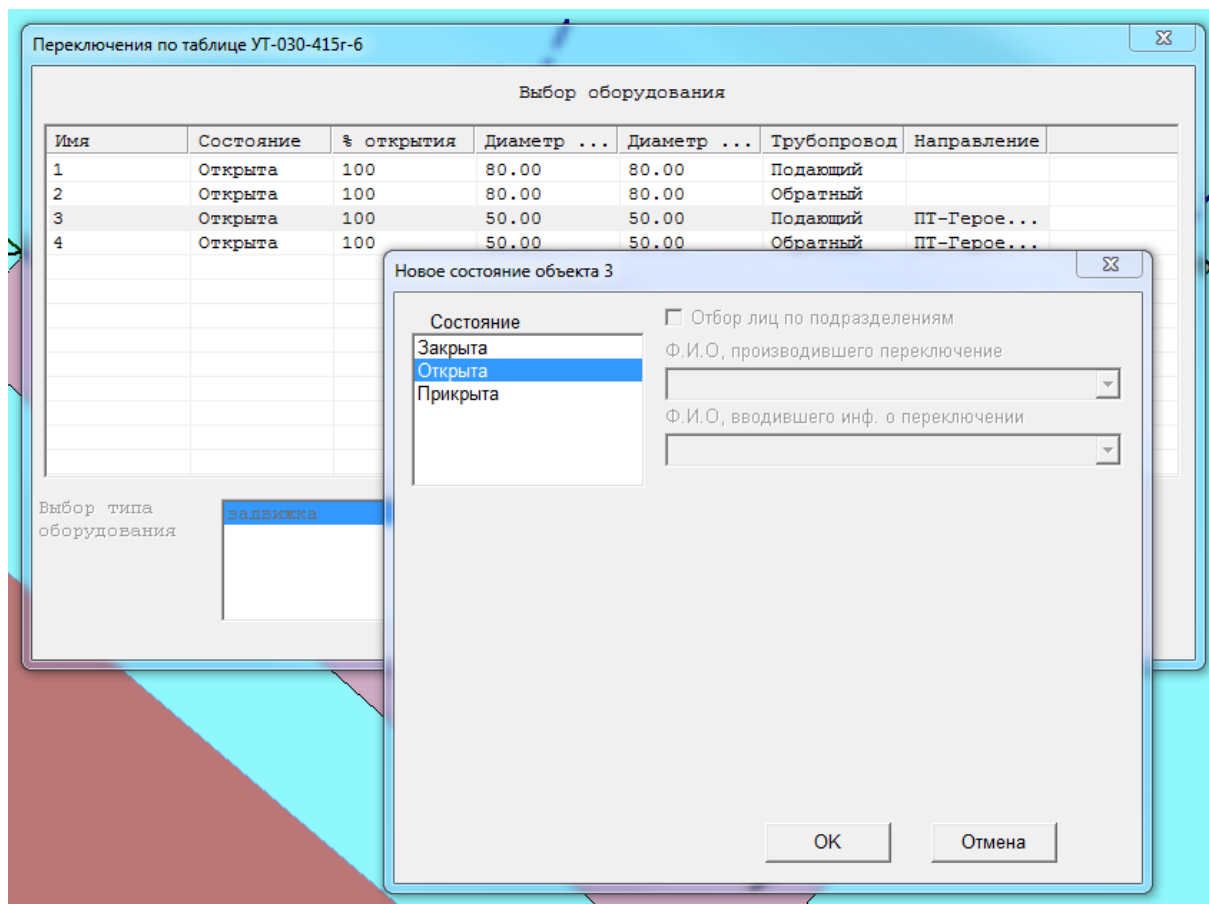 Переключения по таблице УТ-030-415г-6
Выбор оборудования
Имя Состояние % открытия Диаметр ... Диаметр ... Трубопровод Направление
1 Открыта 100 80.00 80.00 Подающий
2 Открыта 100 80.00 80.00 Обратный
3 Открыта 100 50.00 50.00 Подающий ПТ-Герое...
4 Открыта 100 50.00 50.00 Обратный ПТ-Герое...
Новое состояние объекта 3
Состояние
Закрыта
Открыта
Прикрыта
Отбор лиц по подразделениям
Ф.И.О, производившего переключение
Ф.И.О, вводившего инф. о переключении
Выбор типа
оборудования
задвижка
OK Отмена